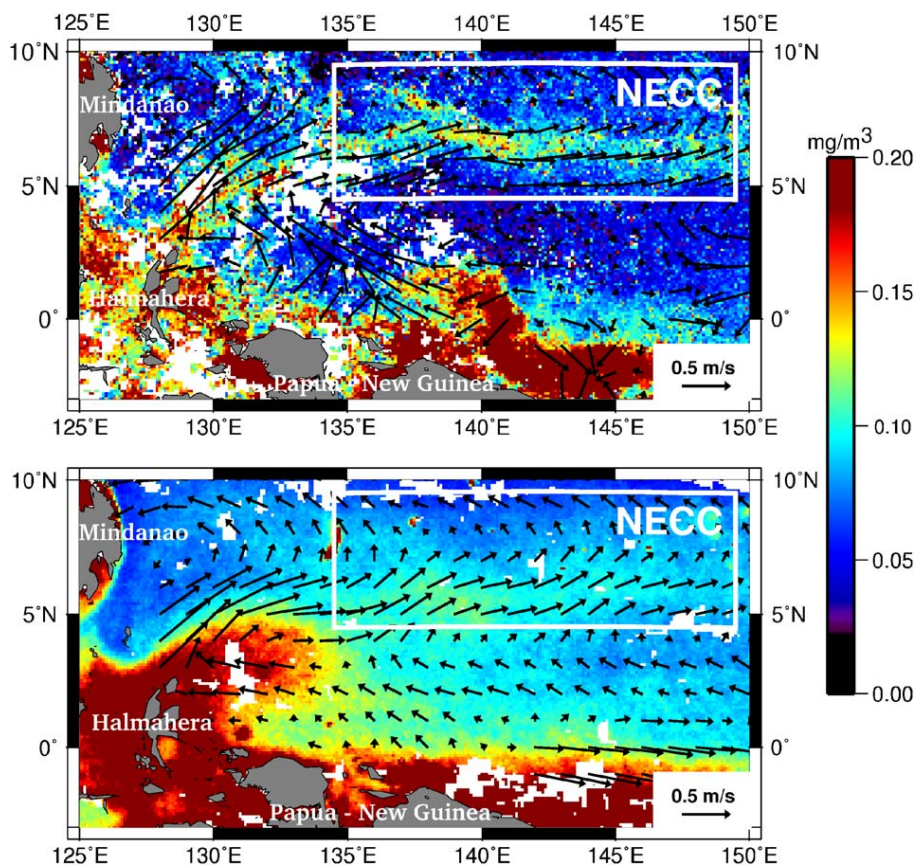 125˚E 130˚E 135˚E 140˚E 145˚E 150˚E
10˚N 10˚N
Mindanao
NECC
5˚N 5˚N
Halmahera
0˚ 0˚
Papua - New Guinea
0.5 m/s
125˚E 130˚E 135˚E 140˚E 145˚E 150˚E
mg/m³
0.20
0.15
0.10
0.05
0.00
10˚N 10˚N
Mindanao
NECC
5˚N 5˚N
Halmahera
0˚ 0˚
Papua - New Guinea
0.5 m/s
125˚E 130˚E 135˚E 140˚E 145˚E 150˚E